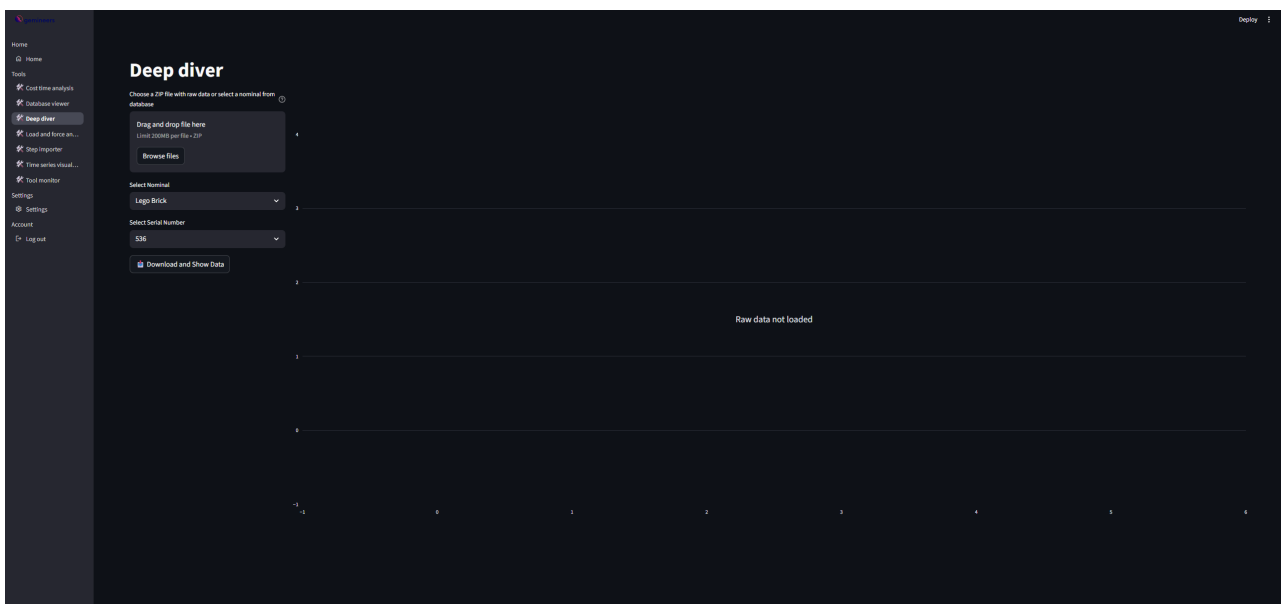 Deploy
Home
Home
Tools
Cost time analysis
Database viewer
Deep diver
Load and force an...
Step importer
Time series visual...
Tool monitor
Settings
Settings
Account
Log out
Deep diver
Choose a ZIP file with raw data or select a nominal from
database
Drag and drop file here
Limit 200MB per file • ZIP
Browse files
Select Nominal
Lego Brick
Select Serial Number
536
Download and Show Data
4
3
2
1
0
−1
Raw data not loaded
−1
0
1
2
3
4
5
6